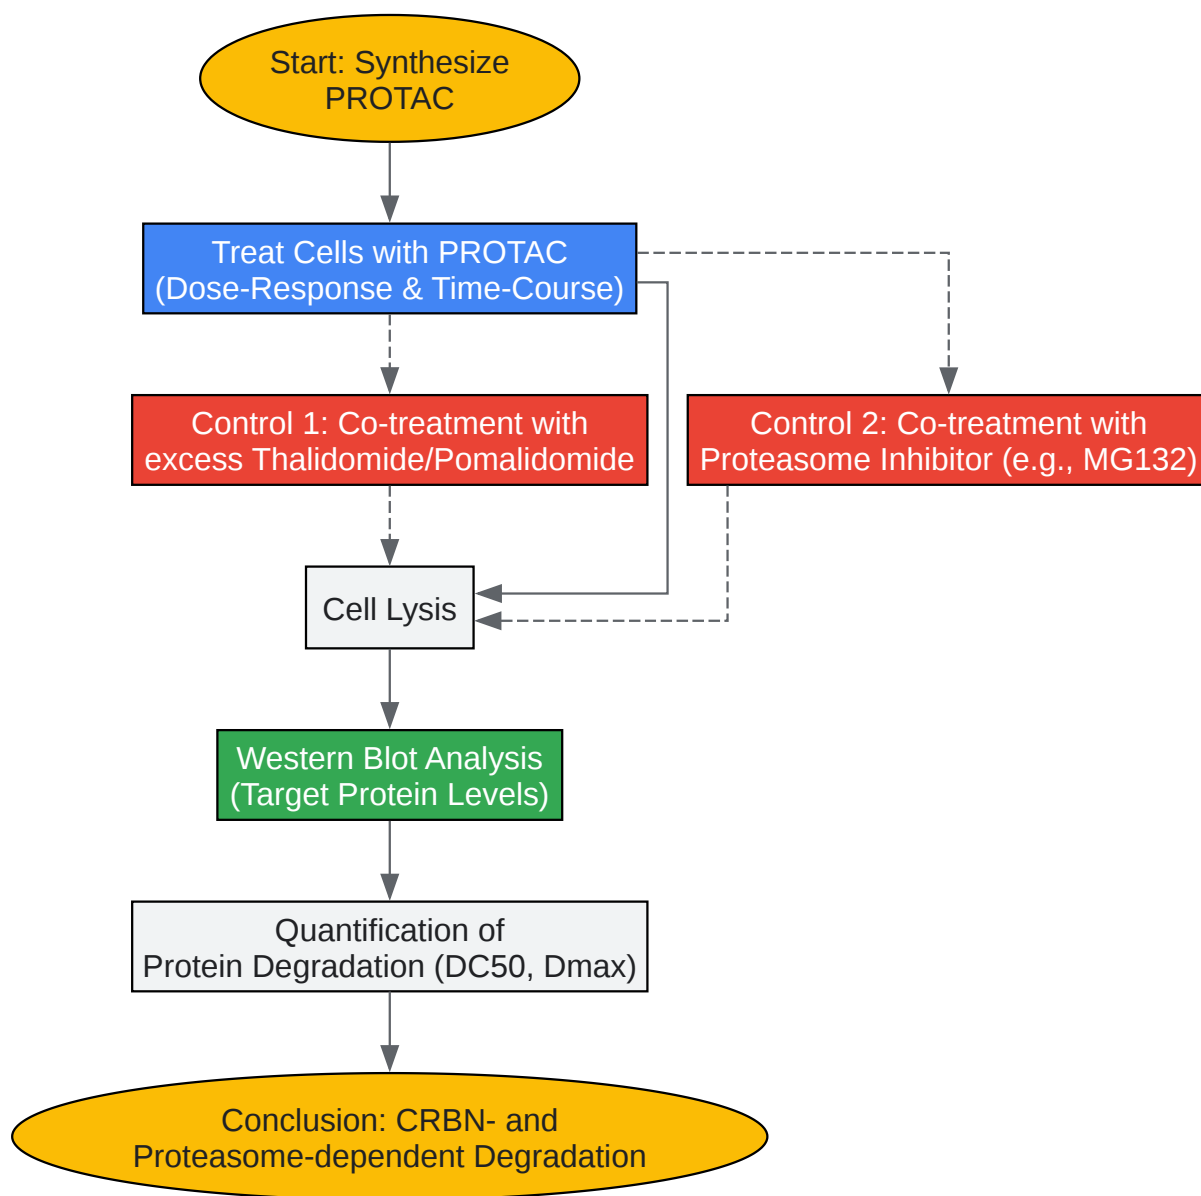 Start: Synthesize
PROTAC
Treat Cells with PROTAC
(Dose-Response & Time-Course)
Control 1: Co-treatment with
excess Thalidomide/Pomalidomide
Control 2: Co-treatment with
Proteasome Inhibitor (e.g., MG132)
Cell Lysis
Western Blot Analysis
(Target Protein Levels)
Quantification of
Protein Degradation (DC50, Dmax)
Conclusion: CRBN- and
Proteasome-dependent Degradation